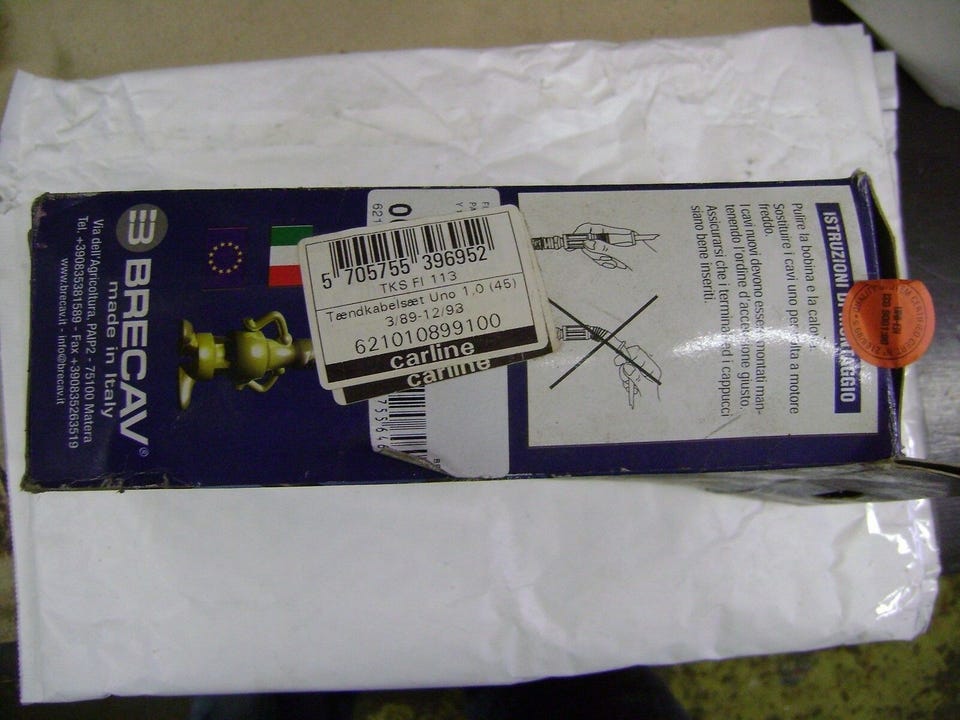 BRECAV®
made in Italy
Via dell'Agricoltura, PAIP2 - 75100 Matera
Tel. +390835381589 - Fax +390835263519
www.brecav.it - info@brecav.it
5 705755 396952
TKS FI 113
Tændkabelsæt Uno 1,0 (45)
3/89-12/93
621010899100
carline
carline
621
ISTRUZIONI DI MONTAGGIO
Pulire la bobina e la
Sostituire i cavi uno per volta a motore
freddo.
I cavi nuovi devono essere montati man-
tenendo l'ordine d'accensione giusto.
Assicurarsi che i terminali ed i cappucci
siano bene inseriti.